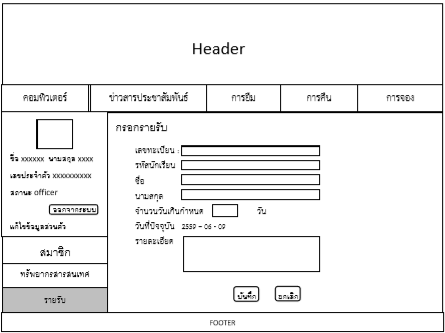 Header
คอมพิวเตอร์ ข่าวสารประชาสัมพันธ์ การยืม การคืน การจอง
กรอกรายรับ
เลขทะเบียน :
รหัสนักเรียน
ชื่อ
นามสกุล
จำนวนวันเกินกำหนด วัน
วันที่ปัจจุบัน 2559 – 06 - 09
รายละเอียด
บันทึก ยกเลิก
ชื่อ xxxxxx นามสกุล xxxx
เลขประจำตัว xxxxxxxxxx
สถานะ officer
ออกจากระบบ
แก้ไขข้อมูลส่วนตัว
สมาชิก
ทรัพยากรสารสนเทศ
รายรับ
FOOTER